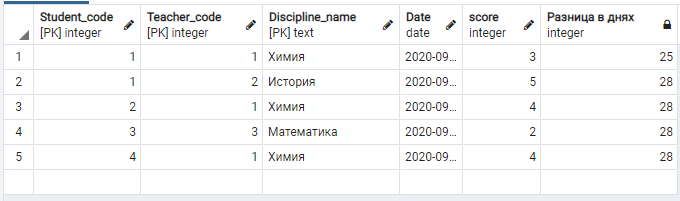 Student_code Teacher_code Discipline_name Date score Разница в днях
[PK] integer [PK] integer [PK] text date integer integer
1 1 1 Химия 2020-09... 3 25
2 1 2 История 2020-09... 5 28
3 2 1 Химия 2020-09... 4 28
4 3 3 Математика 2020-09... 2 28
5 4 1 Химия 2020-09... 4 28